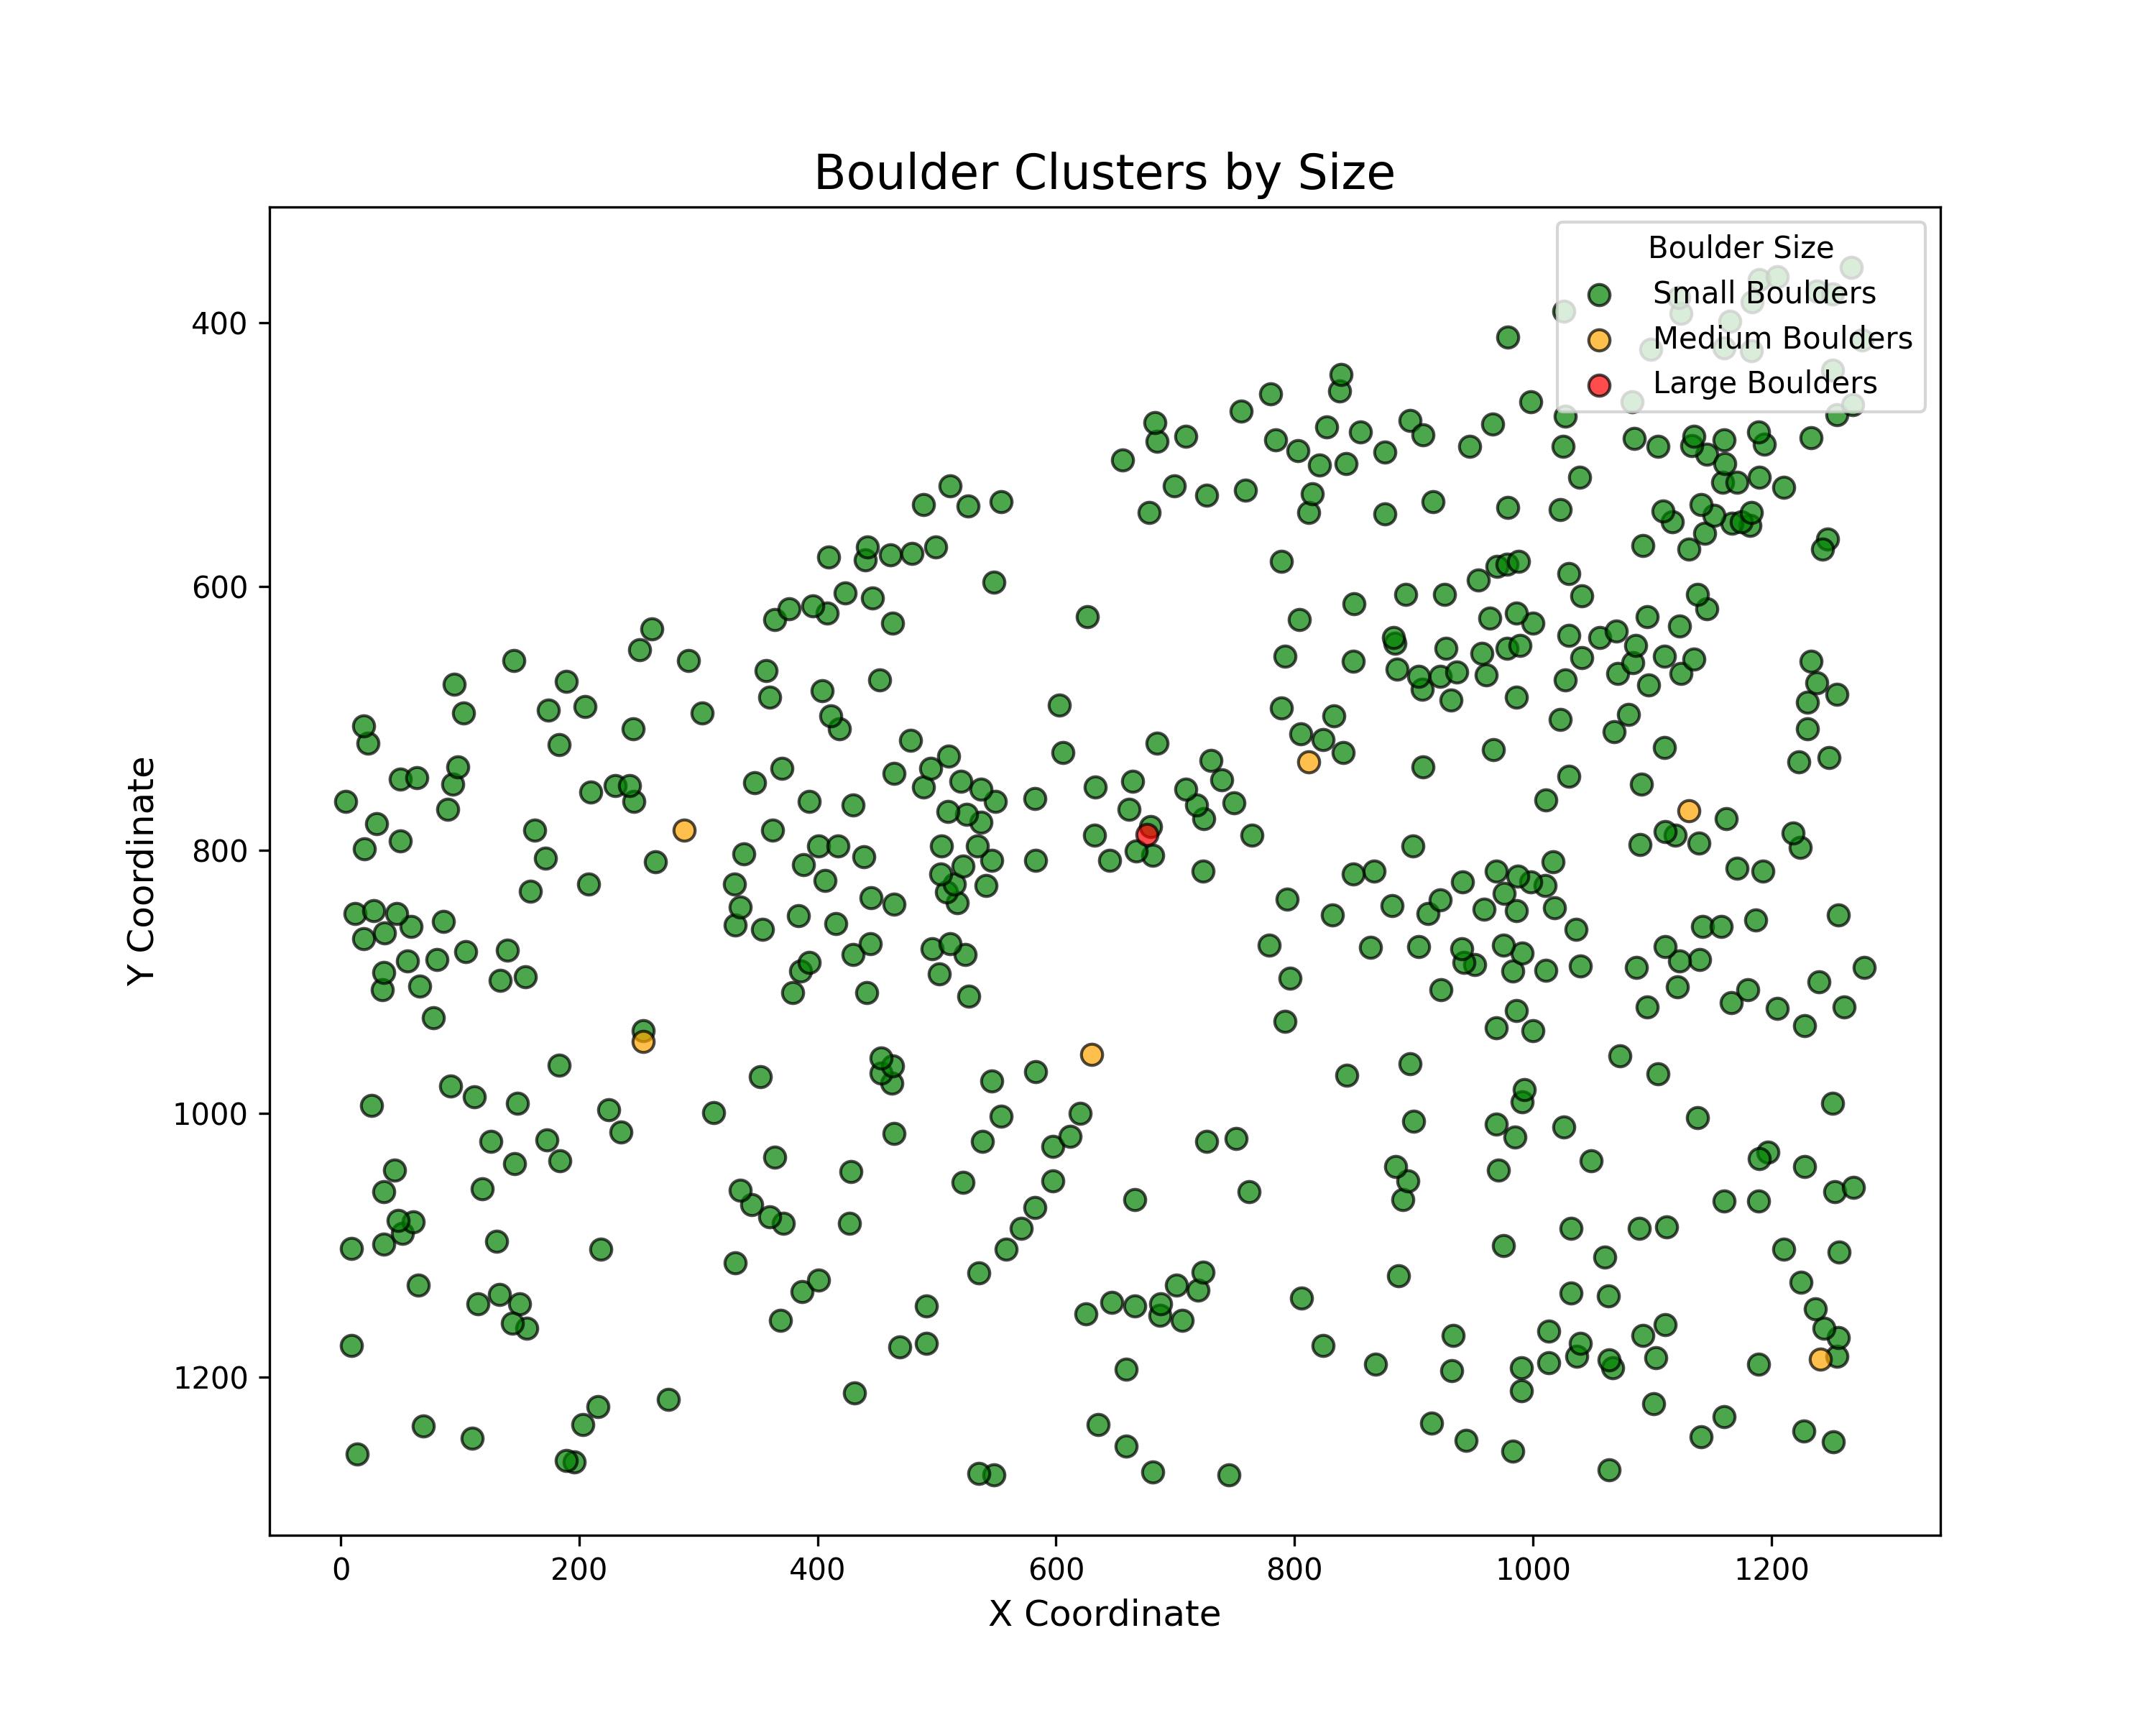 Boulder Clusters by Size
Boulder Size
Small Boulders
Medium Boulders
Large Boulders
400
600
800
1000
1200
Y Coordinate
0 200 400 600 800 1000 1200
X Coordinate